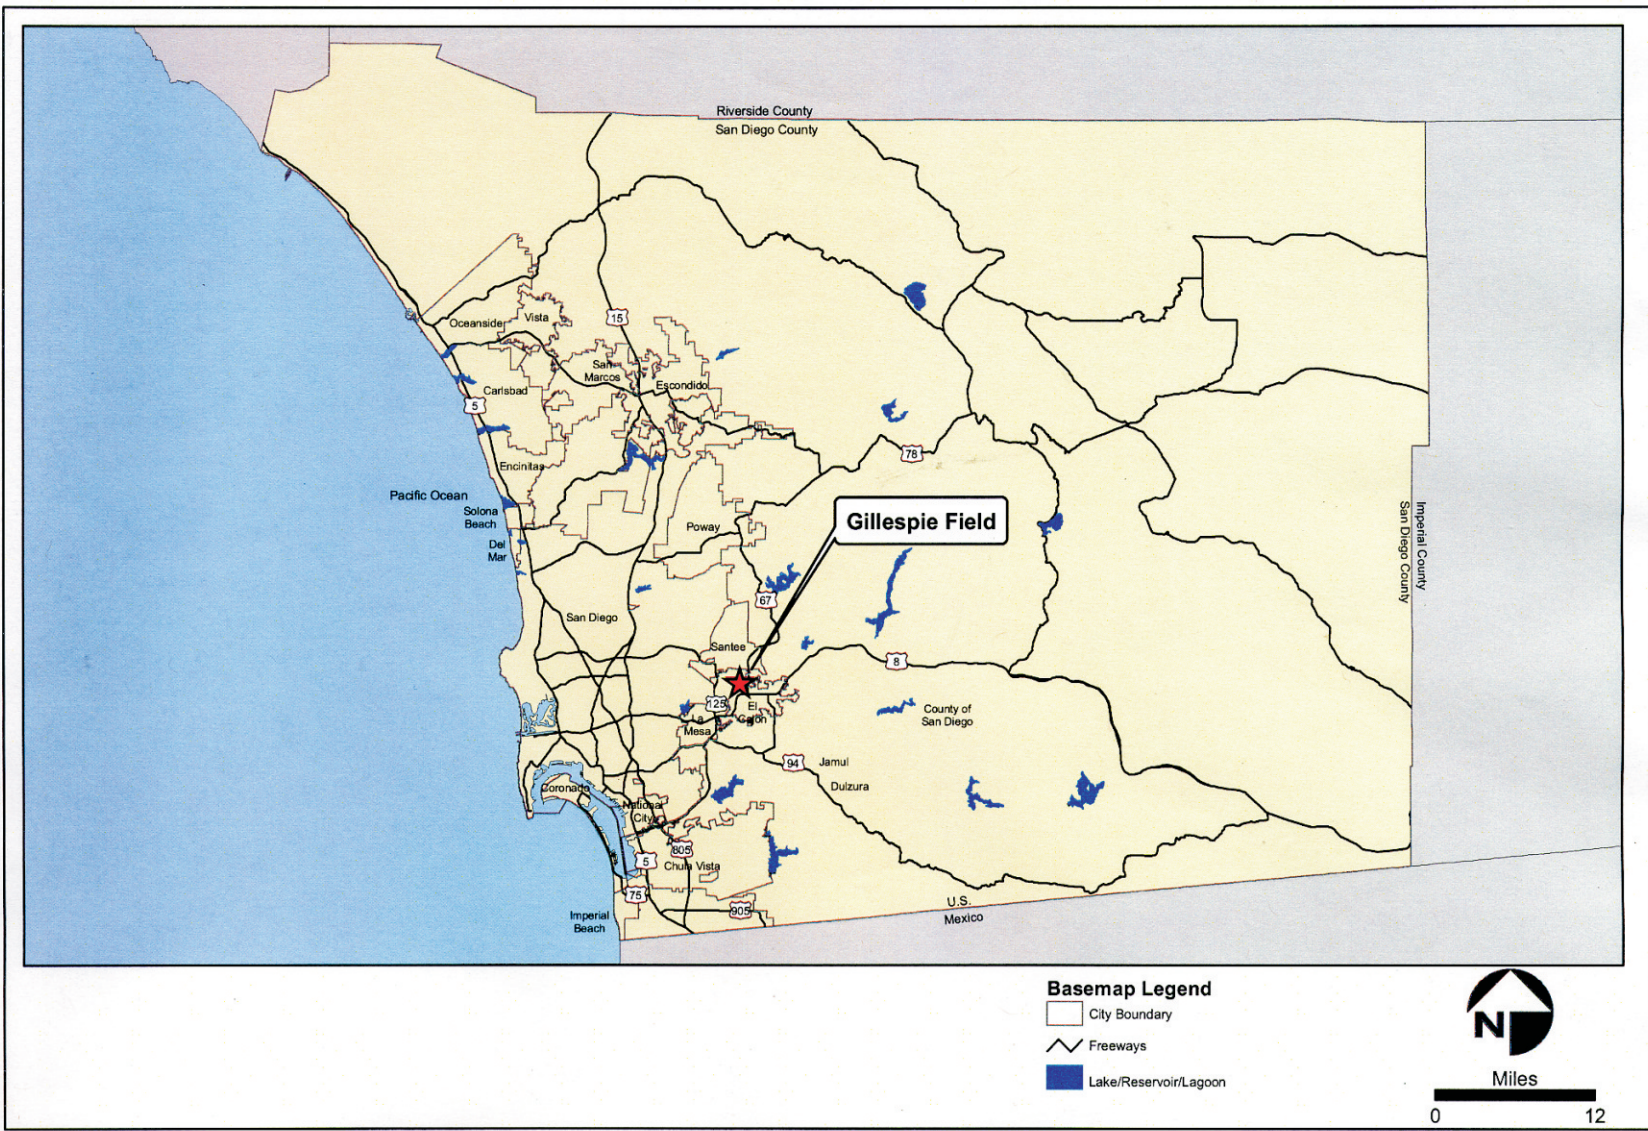 Riverside County
San Diego County
Oceanside
Vista
15
San
Marcos
Escondido
Carlsbad
5
78
Encinitas
Pacific Ocean
Solona
Beach
Del
Mar
Poway
Gillespie Field
Imperial County
San Diego County
67
San Diego
Santee
8
125
El
Cajon
La
Mesa
County of
San Diego
94
Jamul
Dulzura
Coronado
National
City
805
5
Chula Vista
75
905
Imperial
Beach
U.S.
Mexico
Basemap Legend
City Boundary
Freeways
Lake/Reservoir/Lagoon
N
Miles
0
12